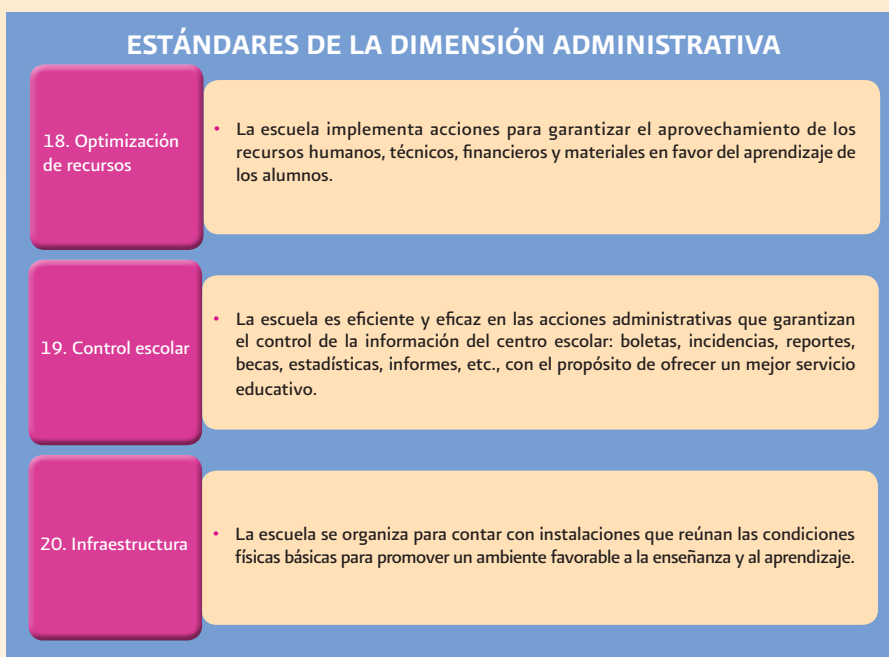 ESTÁNDARES DE LA DIMENSIÓN ADMINISTRATIVA
18. Optimización
de recursos
• La escuela implementa acciones para garantizar el aprovechamiento de los
recursos humanos, técnicos, financieros y materiales en favor del aprendizaje de
los alumnos.
19. Control escolar
• La escuela es eficiente y eficaz en las acciones administrativas que garantizan
el control de la información del centro escolar: boletas, incidencias, reportes,
becas, estadísticas, informes, etc., con el propósito de ofrecer un mejor servicio
educativo.
20. Infraestructura
• La escuela se organiza para contar con instalaciones que reúnan las condiciones
físicas básicas para promover un ambiente favorable a la enseñanza y al aprendizaje.